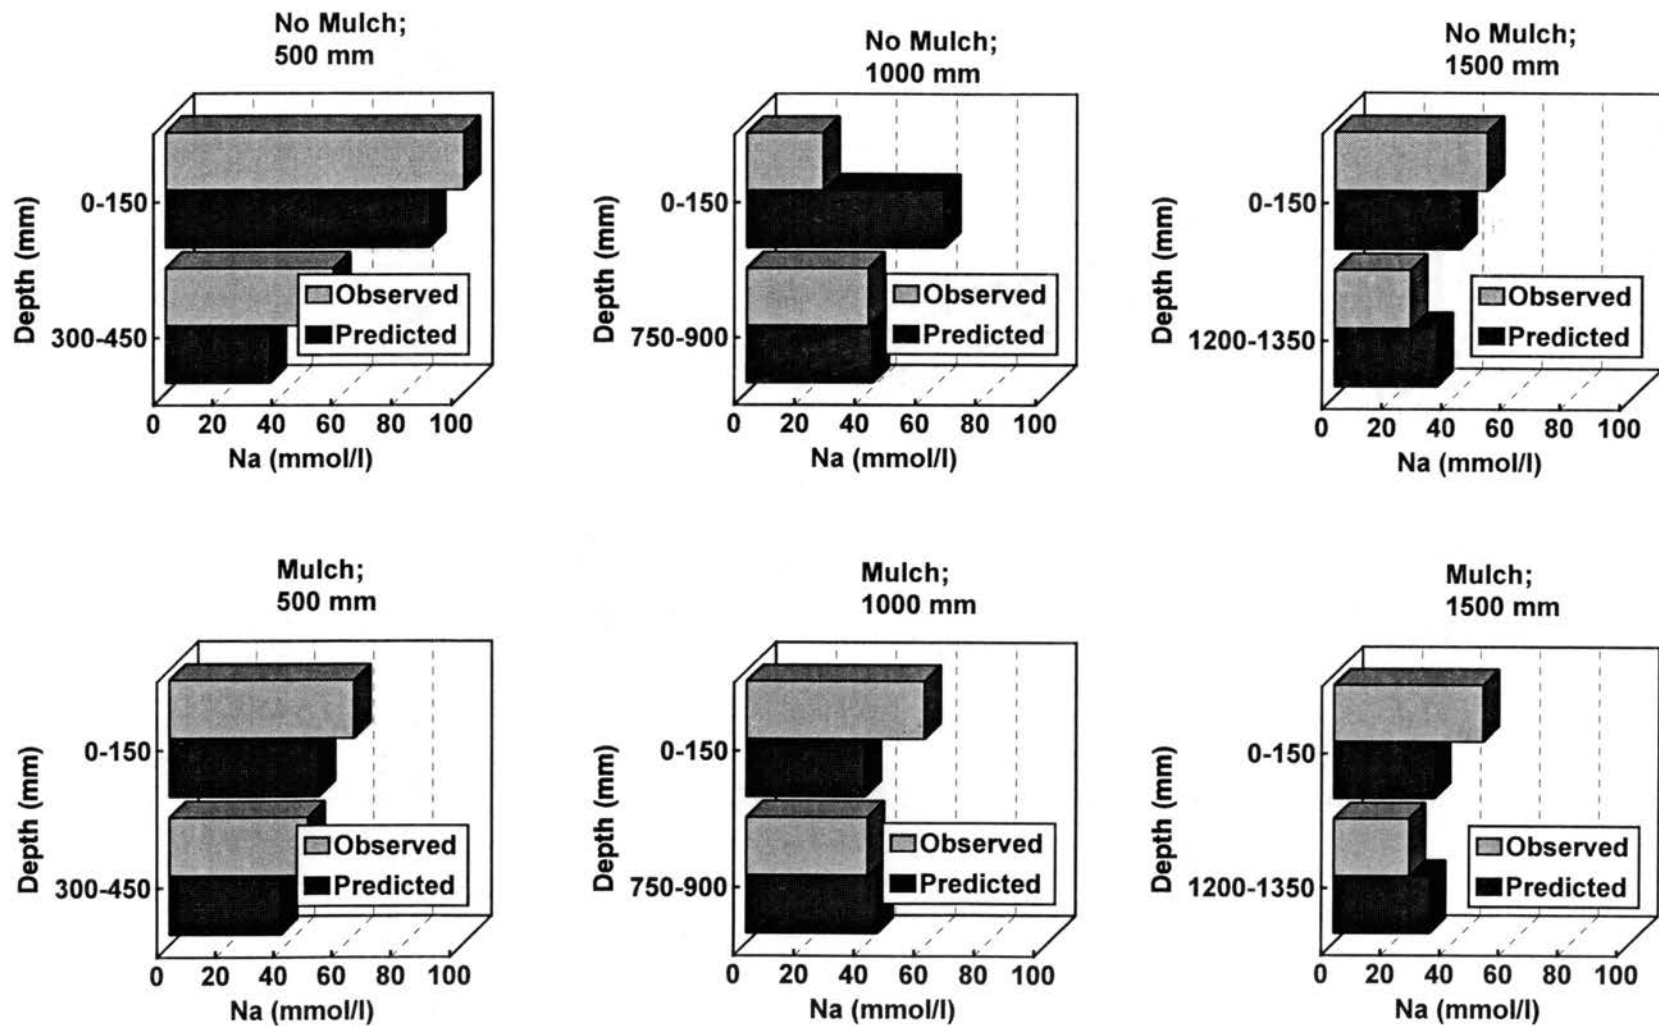 No Mulch;
500 mm
Depth (mm)
0-150
300-450
Observed
Predicted
0 20 40 60 80 100
Na (mmol/l)
No Mulch;
1000 mm
Depth (mm)
0-150
750-900
Observed
Predicted
0 20 40 60 80 100
Na (mmol/l)
No Mulch;
1500 mm
Depth (mm)
0-150
1200-1350
Observed
Predicted
0 20 40 60 80 100
Na (mmol/l)
Mulch;
500 mm
Depth (mm)
0-150
300-450
Observed
Predicted
0 20 40 60 80 100
Na (mmol/l)
Mulch;
1000 mm
Depth (mm)
0-150
750-900
Observed
Predicted
0 20 40 60 80 100
Na (mmol/l)
Mulch;
1500 mm
Depth (mm)
0-150
1200-1350
Observed
Predicted
0 20 40 60 80 100
Na (mmol/l)